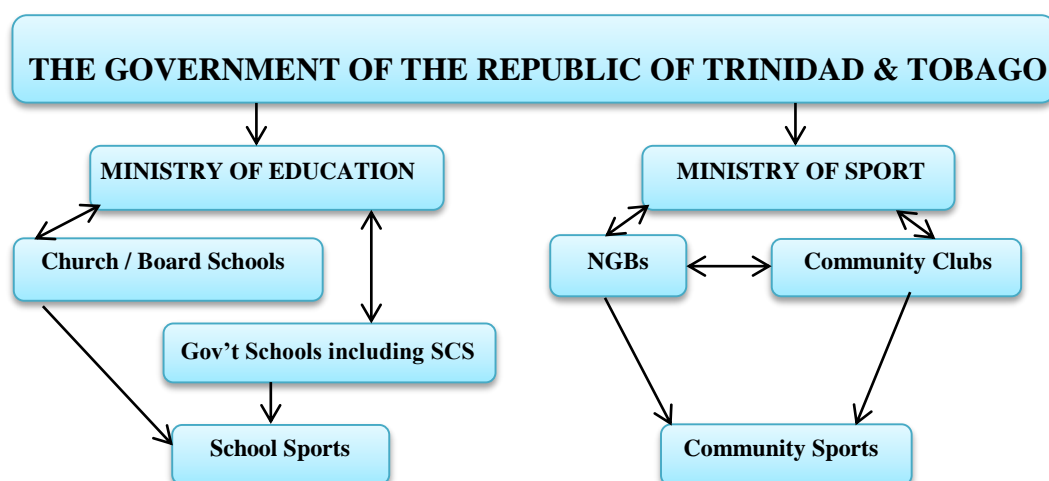 THE GOVERNMENT OF THE REPUBLIC OF TRINIDAD & TOBAGO
MINISTRY OF EDUCATION
MINISTRY OF SPORT
Church / Board Schools
NGBs
Community Clubs
Gov’t Schools including SCS
School Sports
Community Sports